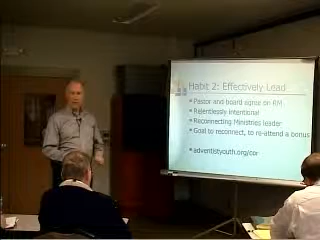 Habit 2: Effectively Lead
Pastor and board agree on RM
Relentlessly intentional
Reconnecting Ministries leader
Goal to reconnect, to re-attend a bonus
adventistyouth.org/cor